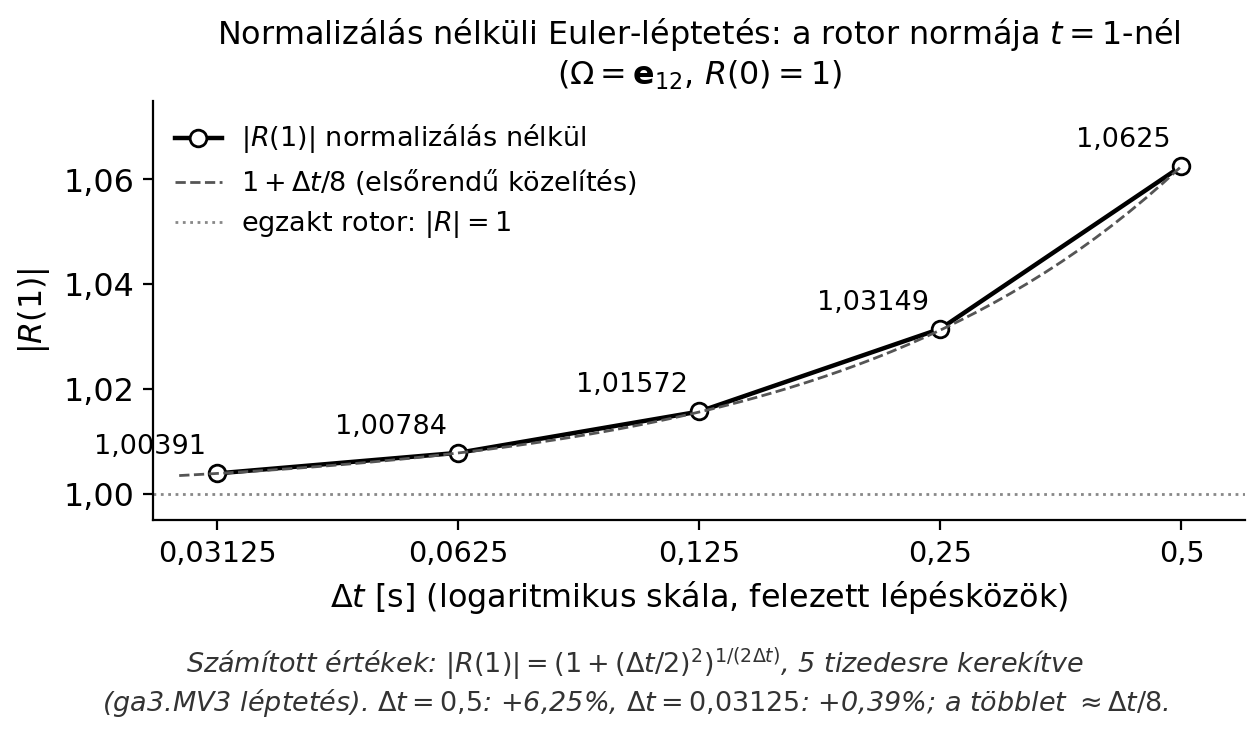 Normalizálás nélküli Euler-léptetés: a rotor normája t = 1-nél
(Ω = e₁₂, R(0) = 1)
|R(1)| normalizálás nélkül
1 + Δt/8 (elsőrendű közelítés)
egzakt rotor: |R| = 1
1,0625
1,03149
1,01572
1,00784
1,00391
|R(1)|
1,06
1,04
1,02
1,00
0,03125 0,0625 0,125 0,25 0,5
Δt [s] (logaritmikus skála, felezett lépésközök)
Számított értékek: |R(1)| = (1 + (Δt/2)²)^{1/(2Δt)}, 5 tizedesre kerekítve
(ga3.MV3 léptetés). Δt = 0,5: +6,25%, Δt = 0,03125: +0,39%; a többlet ≈ Δt/8.